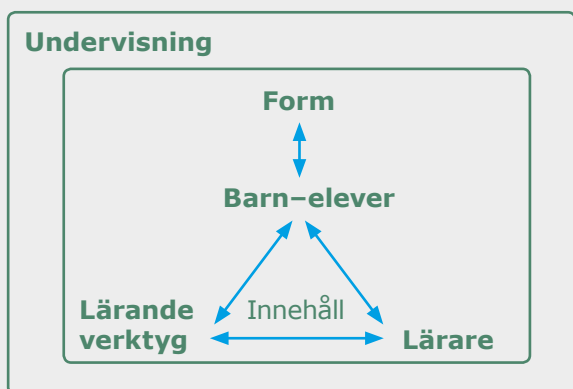 Undervisning
Form
Barn–elever
Lärande
verktyg
Innehåll
Lärare